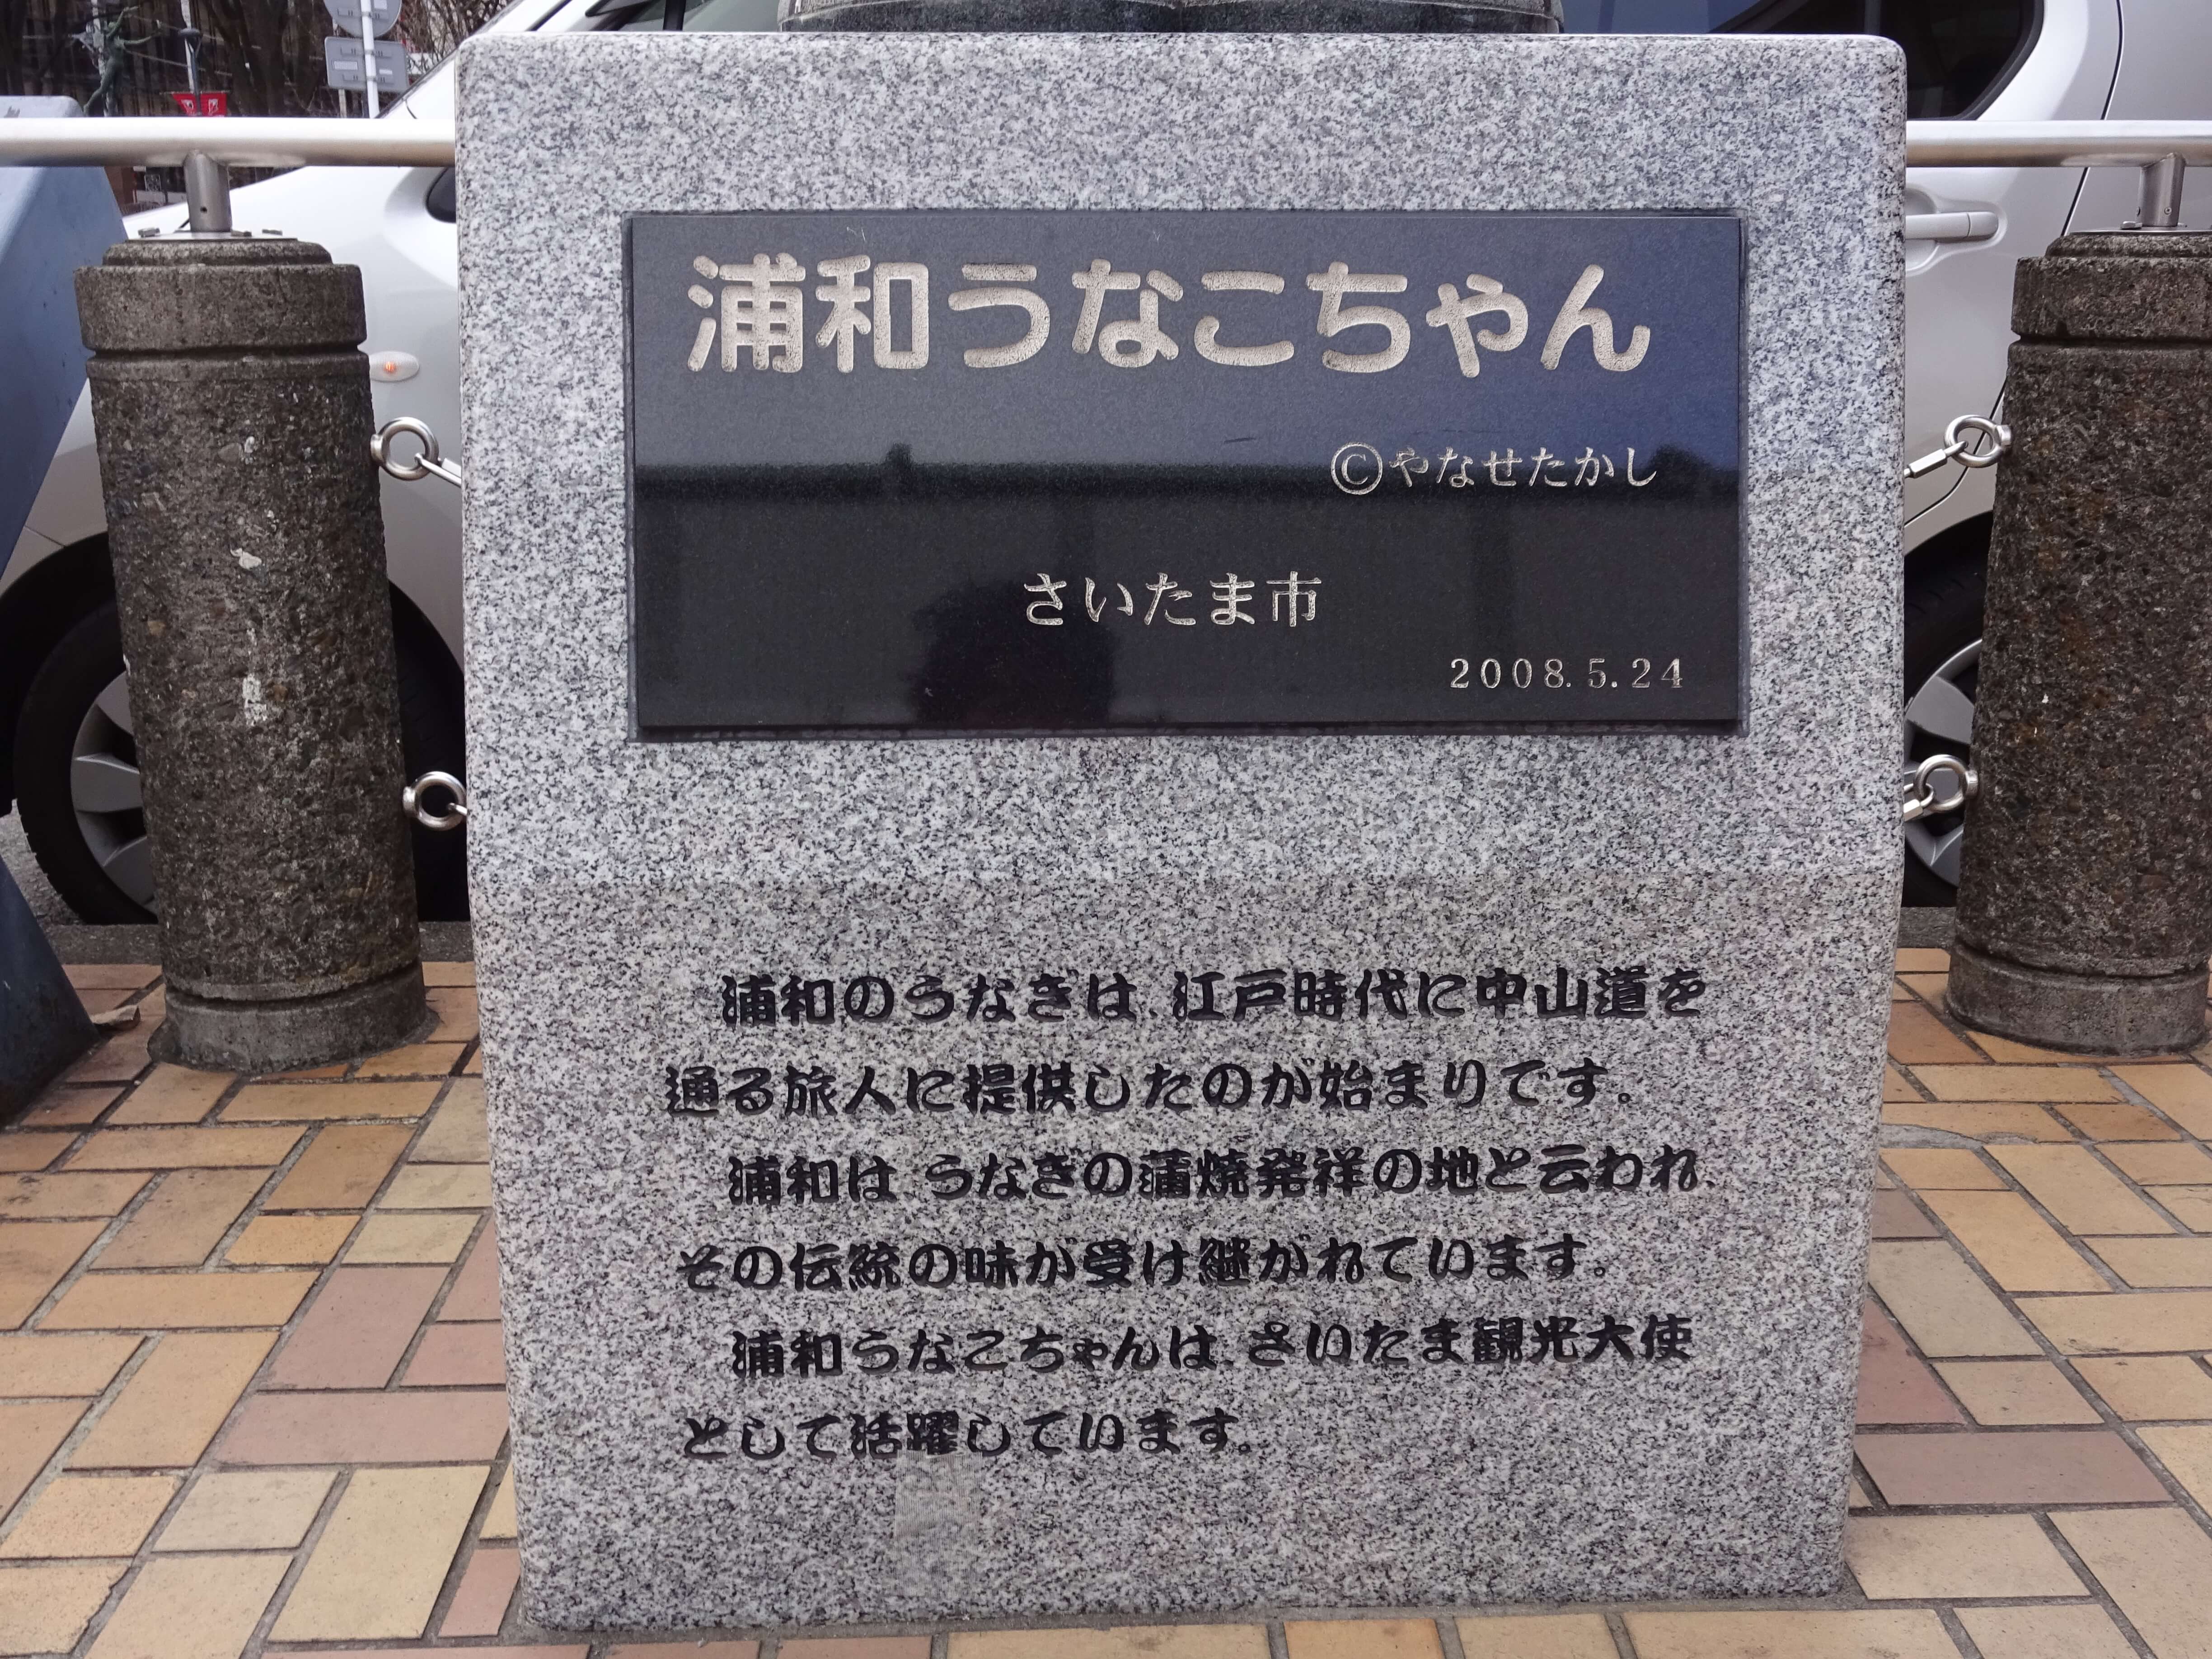 浦和うなこちゃん
©やなせたかし
さいたま市
2008.5.24
浦和のうなぎは、江戸時代に中山道を
通る旅人に提供したのが始まりです。
浦和は、うなぎの蒲焼発祥の地と云われ、
その伝統の味が受け継がれています。
浦和うなこちゃんは、さいたま観光大使
として活躍しています。